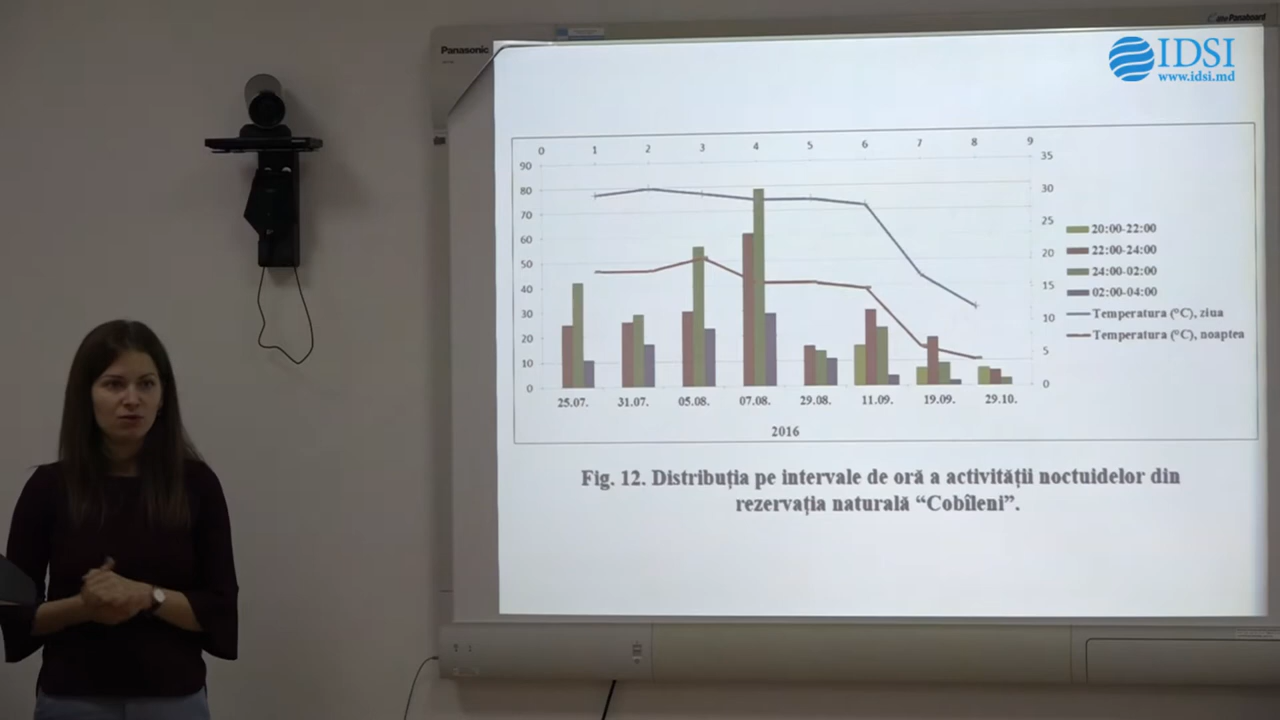 Panasonic
Panaboard
IDSI
www.idsi.md
0 1 2 3 4 5 6 7 8 9
90
80
70
60
50
40
30
20
10
0
35
30
25
20
15
10
5
0
25.07. 31.07. 05.08. 07.08. 29.08. 11.09. 19.09. 29.10.
2016
20:00-22:00
22:00-24:00
24:00-02:00
02:00-04:00
Temperatura (°C), ziua
Temperatura (°C), noaptea
Fig. 12. Distribuția pe intervale de oră a activității noctuidelor din
rezervația naturală “Cobîleni”.